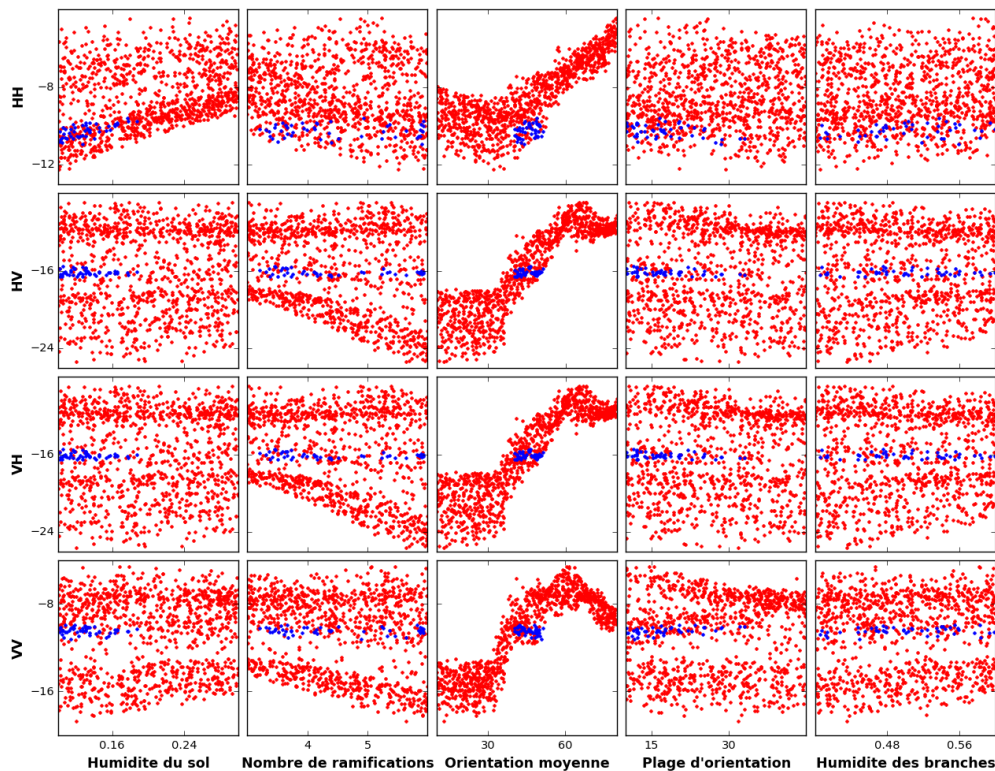 HH
−8
−12
HV
−16
−24
VH
−16
−24
VV
−8
−16
0.16 0.24 4 5 30 60 15 30 0.48 0.56
Humidite du sol Nombre de ramifications Orientation moyenne Plage d'orientation Humidite des branches